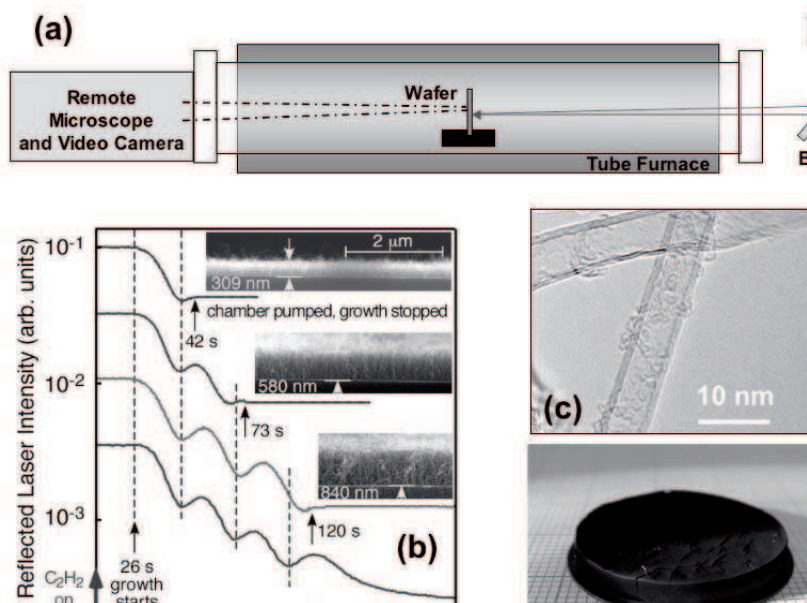 (a)
Remote
Microscope
and Video Camera
Wafer
Tube Furnace
B
Reflected Laser Intensity (arb. units)
10-1
10-2
10-3
2 μm
309 nm
chamber pumped, growth stopped
42 s
580 nm
73 s
840 nm
120 s
(b)
26 s
growth
starts
C2H2
on
(c)
10 nm